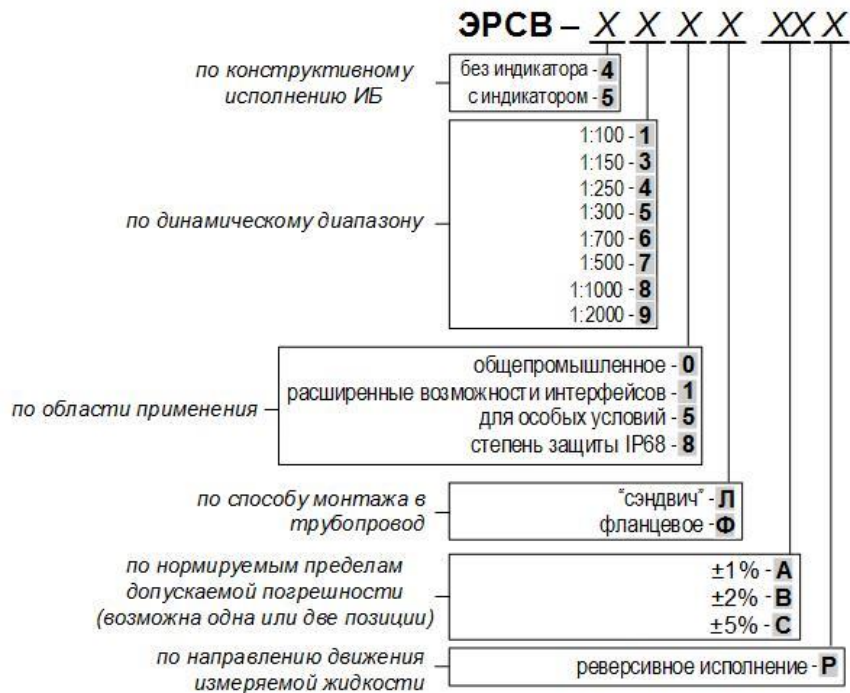 ЭРСВ – X X X X XX X
по конструктивному
исполнению ИБ
без индикатора - 4
с индикатором - 5
по динамическому диапазону
1:100 - 1
1:150 - 3
1:250 - 4
1:300 - 5
1:700 - 6
1:500 - 7
1:1000 - 8
1:2000 - 9
по области применения
общепромышленное - 0
расширенные возможности интерфейсов - 1
для особых условий - 5
степень защиты IP68 - 8
по способу монтажа в
трубопровод
"сэндвич" - Л
фланцевое - Ф
по нормируемым пределам
допускаемой погрешности
(возможна одна или две позиции)
±1% - A
±2% - B
±5% - C
по направлению движения
измеряемой жидкости
реверсивное исполнение - Р